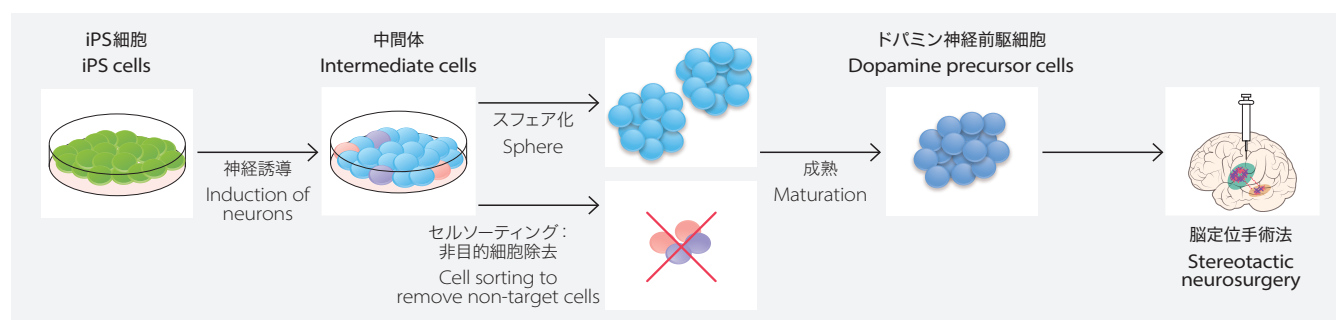 iPS細胞
iPS cells
神経誘導
Induction of
neurons
中間体
Intermediate cells
スフェア化
Sphere
セルソーティング：
非目的細胞除去
Cell sorting to
remove non-target cells
成熟
Maturation
ドパミン神経前駆細胞
Dopamine precursor cells
脳定位手術法
Stereotactic
neurosurgery